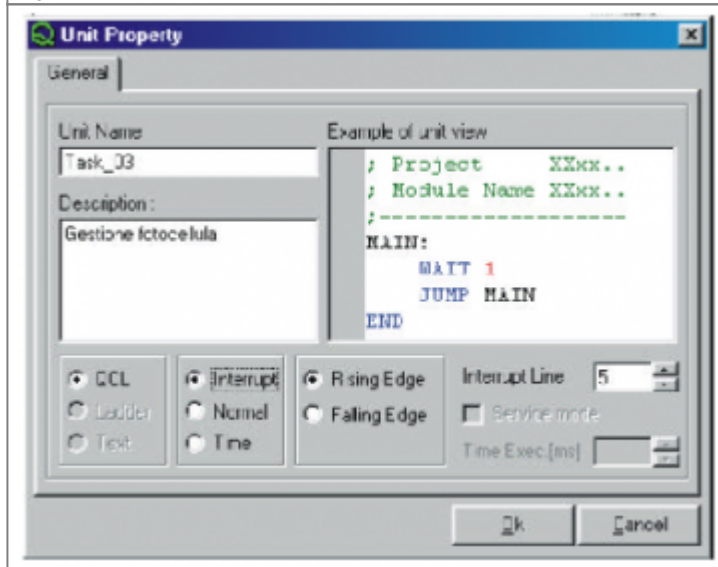 Unit Property
General
Unit Name
Task_03
Description :
Gestione fotocellula
Example of unit view
; Project XXxx..
; Module Name XXxx..
;-------------------
MAIN:
WAIT 1
JUMP MAIN
END
QCL
Ladder
Text
Interrupt
Normal
Time
Rising Edge
Falling Edge
Interrupt Line 5
Service mode
Time Exec.[ms]
Ok
Cancel